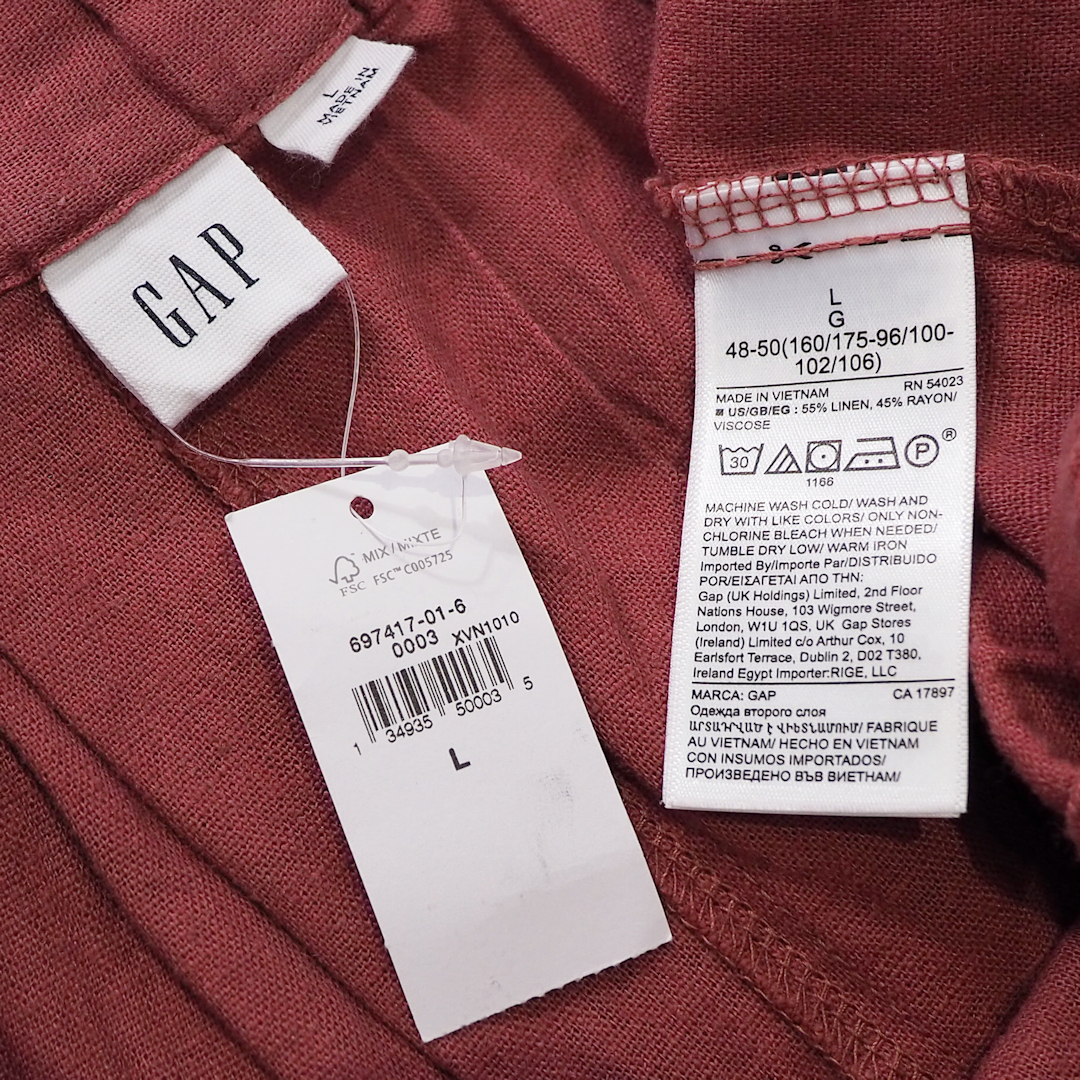 GAP
L
MADE IN
VIETNAM
MIX / MIXTE
FSC FSC™ C005725
697417-01-6
0003 XVN1010
1 34935 50003 5
L
L
G
48-50(160/175-96/100-
102/106)
MADE IN VIETNAM RN 54023
US/GB/EG : 55% LINEN, 45% RAYON/
VISCOSE
30 P ®
1166
MACHINE WASH COLD/ WASH AND
DRY WITH LIKE COLORS/ ONLY NON-
CHLORINE BLEACH WHEN NEEDED/
TUMBLE DRY LOW/ WARM IRON
Imported By/Importe Par/DISTRIBUIDO
POR/ΕΙΣΑΓΕΤΑΙ ΑΠΟ ΤΗΝ:
Gap (UK Holdings) Limited, 2nd Floor
Nations House, 103 Wigmore Street,
London, W1U 1QS, UK Gap Stores
(Ireland) Limited c/o Arthur Cox, 10
Earlsfort Terrace, Dublin 2, D02 T380,
Ireland Egypt Importer:RIGE, LLC
MARCA: GAP CA 17897
Одежда второго слоя
ԱՐՏԱԴՎԱԾ Է ՎԻԵՏՆԱՄՈՒՄ/ FABRIQUE
AU VIETNAM/ HECHO EN VIETNAM
CON INSUMOS IMPORTADOS/
ПРОИЗВЕДЕНО ВЪВ ВИЕТНАМ/